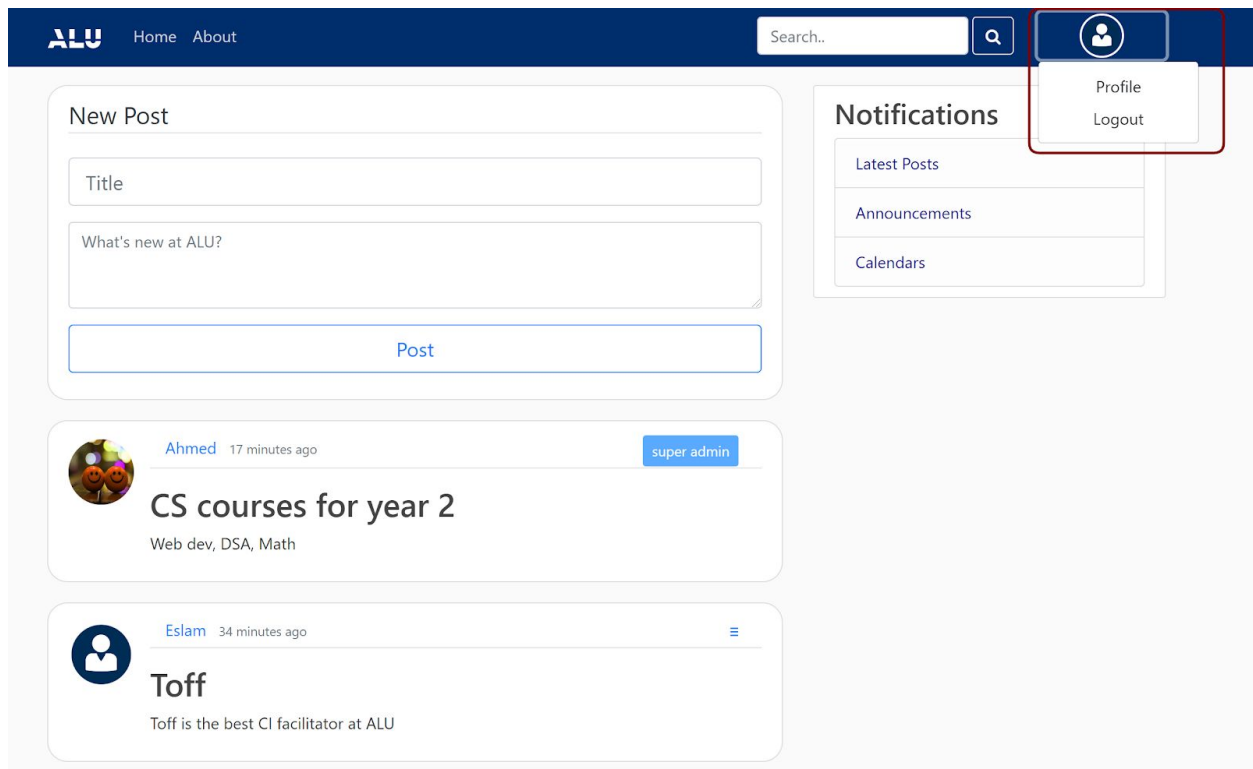 ALU Home About Search..
Profile
Logout
New Post
Title
What's new at ALU?
Post
Notifications
Latest Posts
Announcements
Calendars
Ahmed 17 minutes ago super admin
CS courses for year 2
Web dev, DSA, Math
Eslam 34 minutes ago
Toff
Toff is the best CI facilitator at ALU